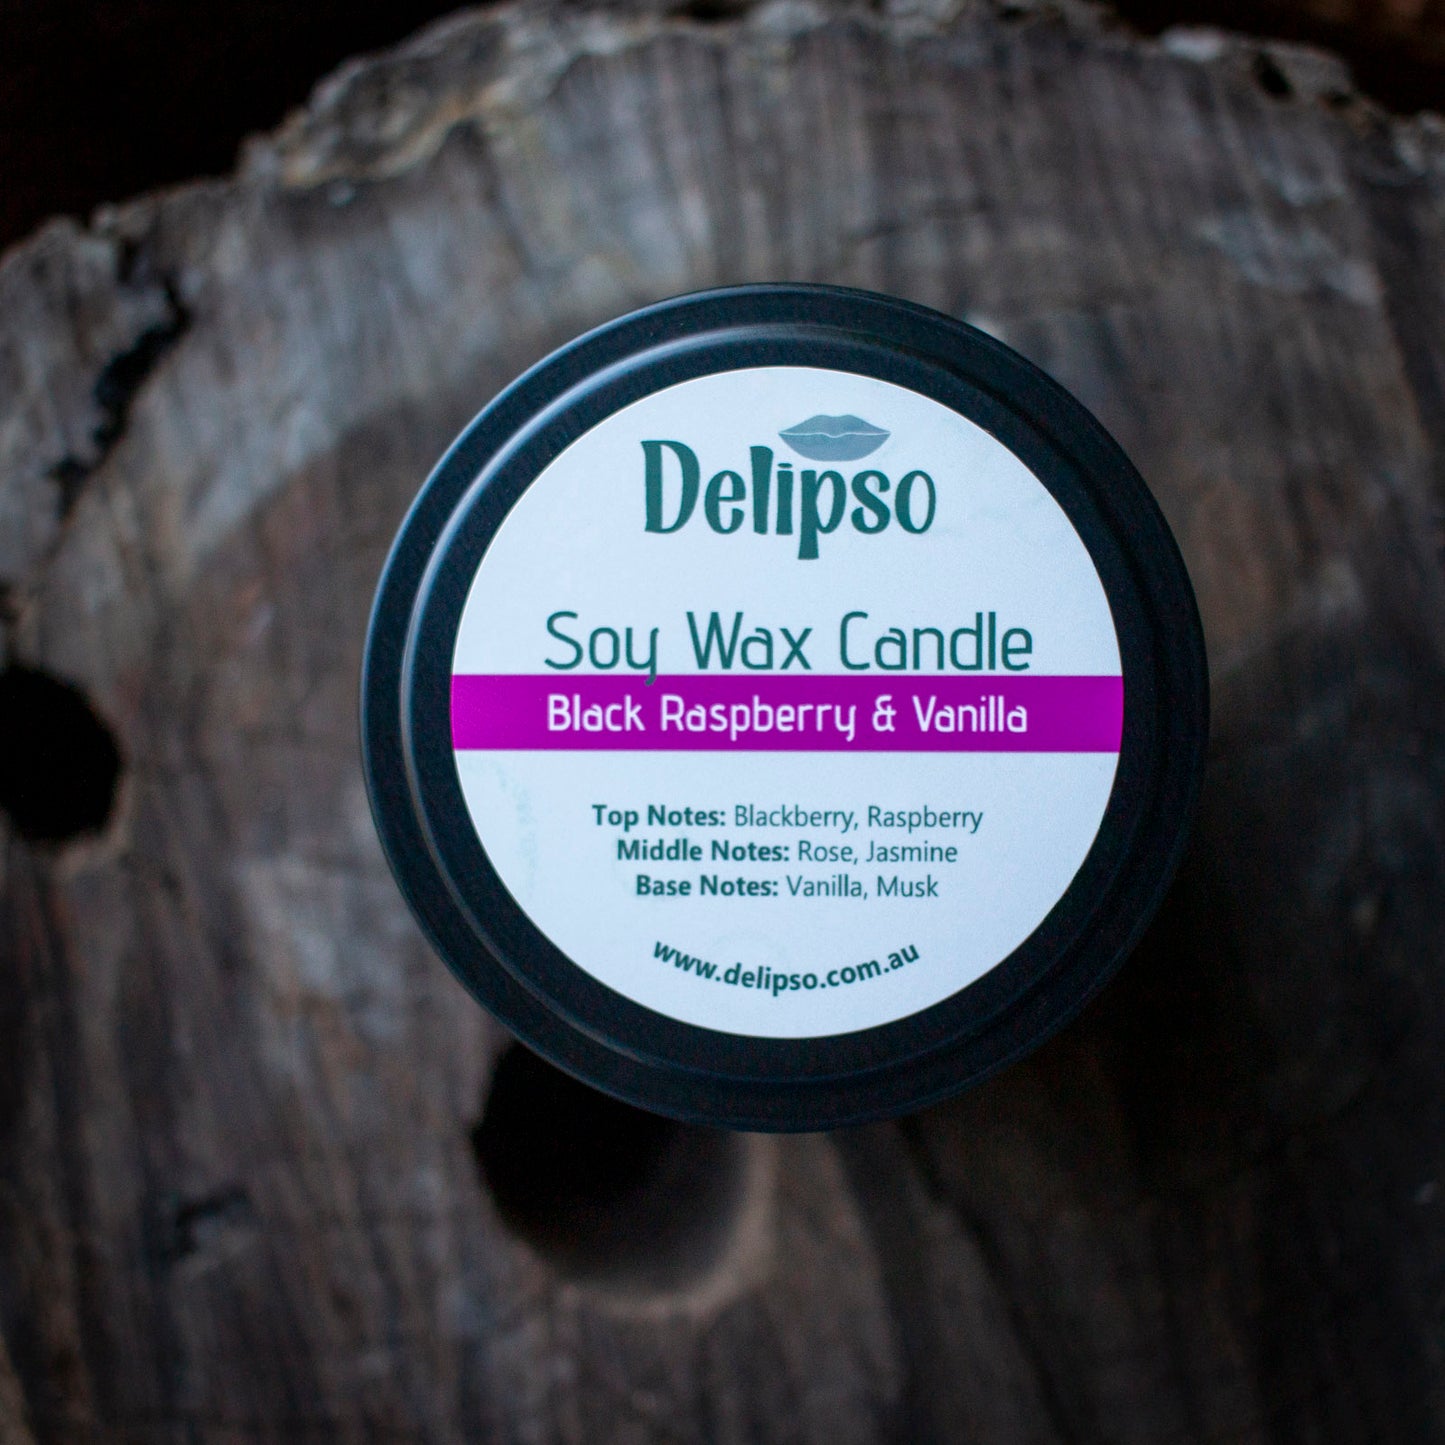 Delipso
Soy Wax Candle
Black Raspberry & Vanilla
Top Notes: Blackberry, Raspberry
Middle Notes: Rose, Jasmine
Base Notes: Vanilla, Musk
www.delipso.com.au